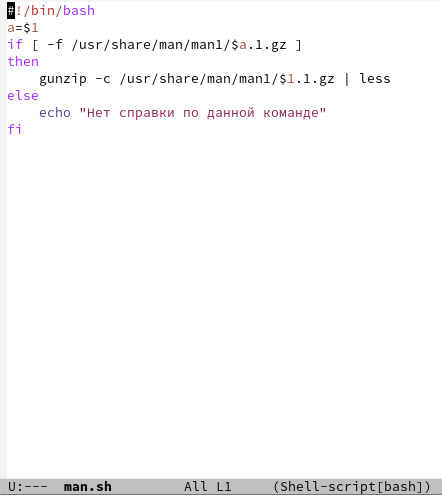 #!/bin/bash
a=$1
if [ -f /usr/share/man/man1/$a.1.gz ]
then
    gunzip -c /usr/share/man/man1/$1.1.gz | less
else
    echo "Нет справки по данной команде"
fi
U:---  man.sh         All L1     (Shell-script[bash])